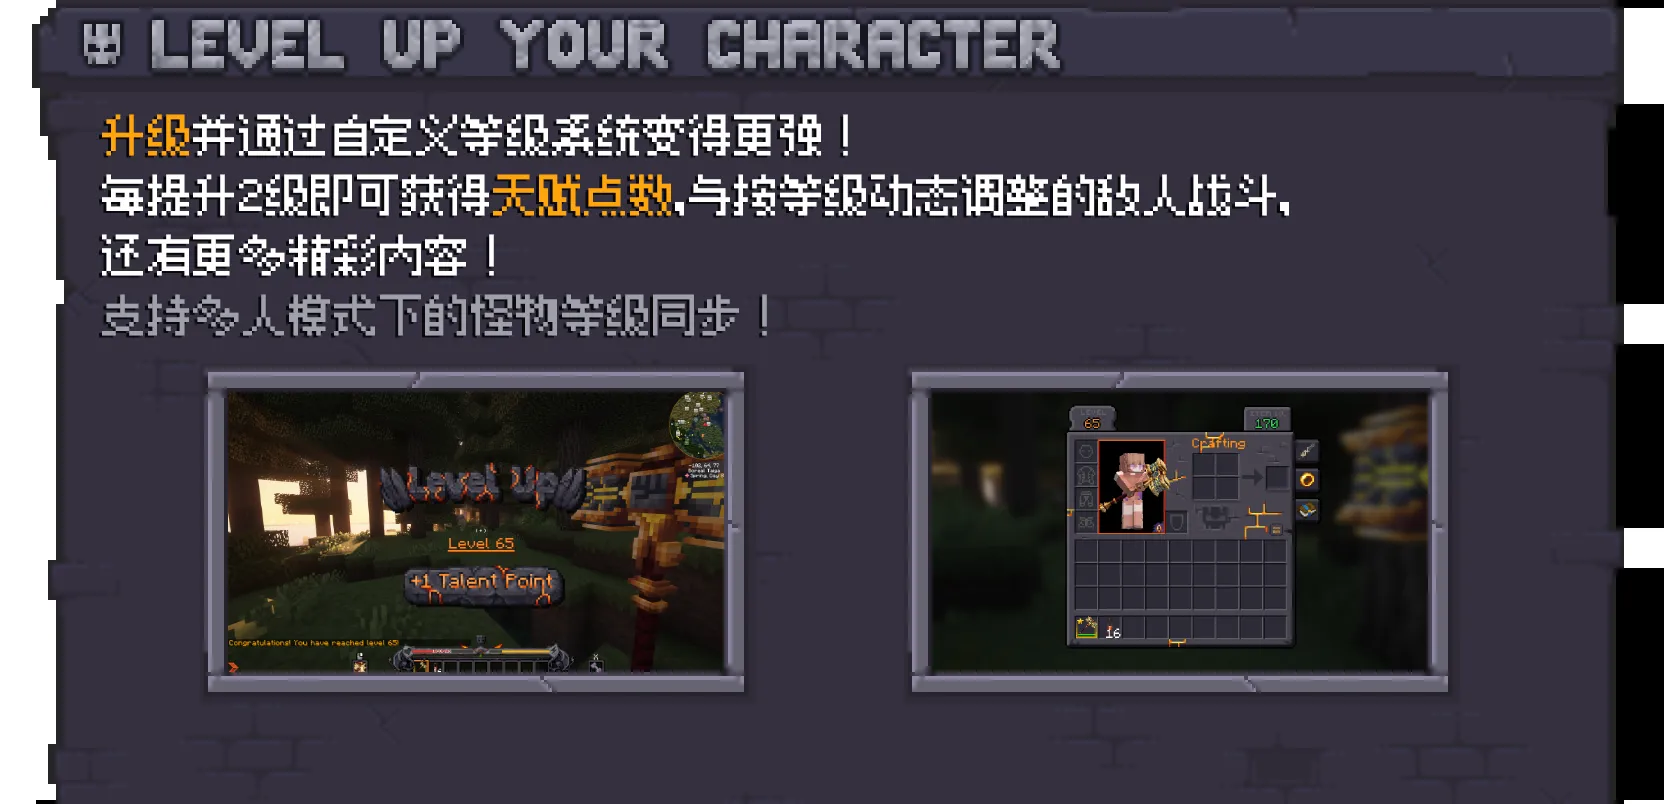 LEVEL UP YOUR CHARACTER
升级并通过自定义等级系统变得更强！
每提升2级即可获得天赋点数,与按等级动态调整的敌人战斗,
还有更多精彩内容！
支持多人模式下的怪物等级同步！
Level Up
Level 65
+1 Talent Point
Congratulations! You have reached level 65!
LEVEL
65
170
Crafting
16